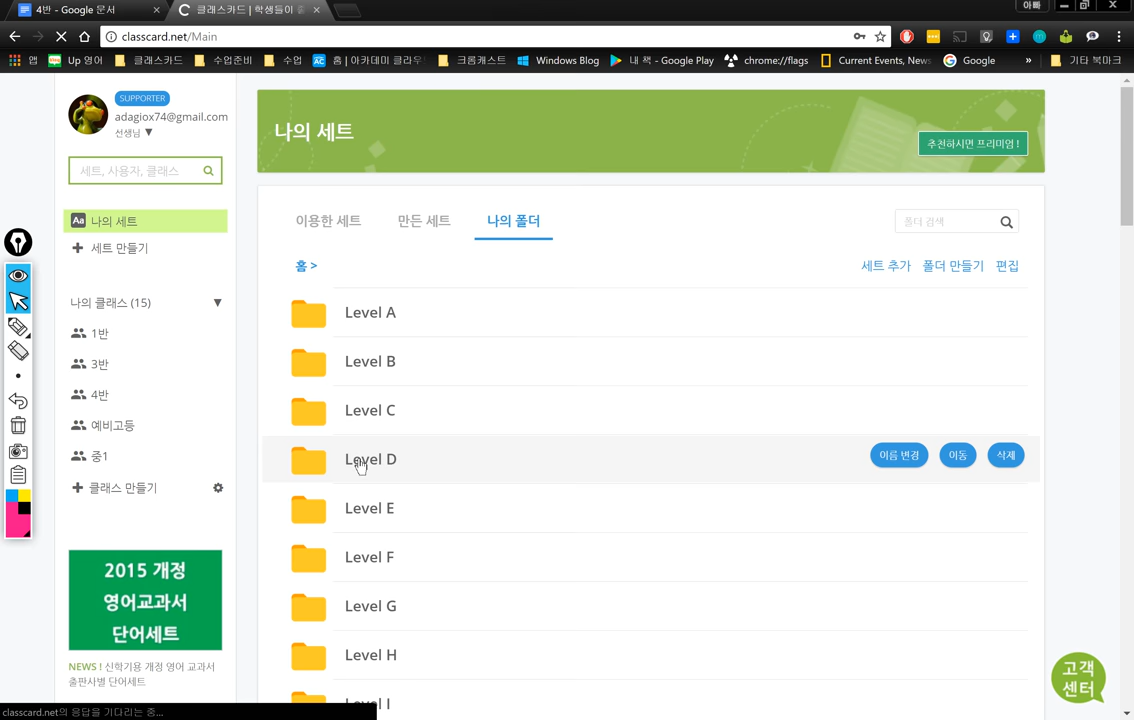 4반 - Google 문서
클래스카드 | 학생들이
아빠
classcard.net/Main
앱
Up 영어
클래스카드
수업준비
수업
AC
홈 | 아카데미 클라우
크롬캐스트
Windows Blog
내 책 - Google Play
chrome://flags
Current Events, News
Google
»
기타 북마크
SUPPORTER
adagiox74@gmail.com
선생님 ▼
세트, 사용자, 클래스
Aa 나의 세트
+ 세트 만들기
나의 클래스 (15) ▼
1반
3반
4반
예비고등
중1
+ 클래스 만들기
2015 개정
영어교과서
단어세트
NEWS ! 신학기용 개정 영어 교과서
출판사별 단어세트
classcard.net의 응답을 기다리는 중...
나의 세트
추천하시면 프리미엄 !
이용한 세트
만든 세트
나의 폴더
폴더 검색
홈 >
세트 추가
폴더 만들기
편집
Level A
Level B
Level C
Level D
이름 변경
이동
삭제
Level E
Level F
Level G
Level H
Level I
고객
센터